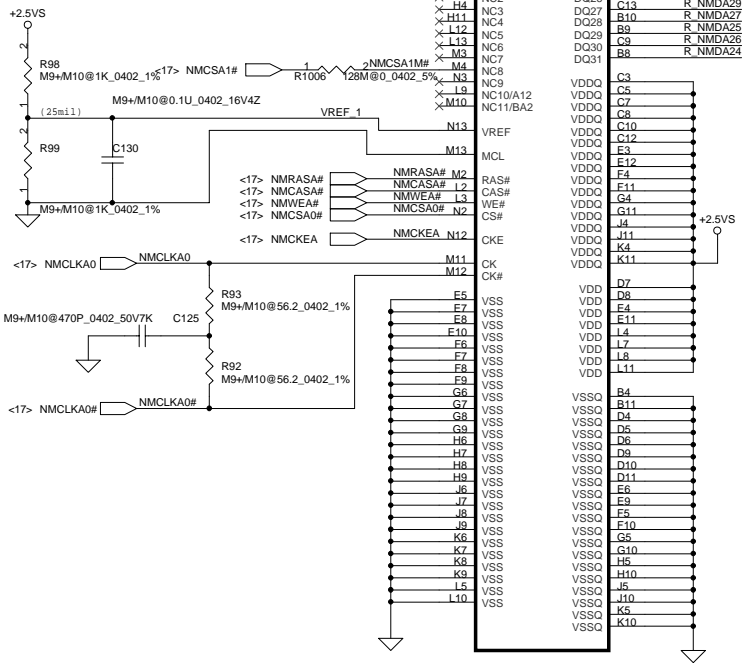 +2.5VS
2
R98
M9+/M10@1K_0402_1%
1
(25mil)
M9+/M10@0.1U_0402_16V4Z
VREF_1
2
R99
1
C130
M9+/M10@1K_0402_1%
<17> NMCSA1#
1
R1006
2
128M@0_0402_5%
NMCSA1M#
<17> NMRASA#
<17> NMCASA#
<17> NMWEA#
<17> NMCSA0#
NMRASA#
NMCASA#
NMWEA#
NMCSA0#
<17> NMCKEA
NMCKEA
<17> NMCLKA0
NMCLKA0
R93
M9+/M10@56.2_0402_1%
M9+/M10@470P_0402_50V7K
C125
R92
M9+/M10@56.2_0402_1%
<17> NMCLKA0#
NMCLKA0#
H4 NC3
H11 NC4
L12 NC5
L13 NC6
M3 NC7
M4 NC8
N3 NC9
L9 NC10/A12
M10 NC11/BA2
N13 VREF
M13 MCL
M2 RAS#
L2 CAS#
L3 WE#
N2 CS#
N12 CKE
M11 CK
M12 CK#
E5 VSS
E7 VSS
E8 VSS
E10 VSS
F6 VSS
F7 VSS
F8 VSS
F9 VSS
G6 VSS
G7 VSS
G8 VSS
G9 VSS
H6 VSS
H7 VSS
H8 VSS
H9 VSS
J6 VSS
J7 VSS
J8 VSS
J9 VSS
K6 VSS
K7 VSS
K8 VSS
K9 VSS
L5 VSS
L10 VSS
DQ27 C13 R_NMDA29
DQ28 B10 R_NMDA27
DQ29 B9 R_NMDA25
DQ30 C9 R_NMDA26
DQ31 B8 R_NMDA24
VDDQ C3
VDDQ C5
VDDQ C7
VDDQ C8
VDDQ C10
VDDQ C12
VDDQ E3
VDDQ E12
VDDQ F4
VDDQ F11
VDDQ G4
VDDQ G11
VDDQ J4
VDDQ J11
VDDQ K4
VDDQ K11
+2.5VS
VDD D7
VDD D8
VDD E4
VDD E11
VDD L4
VDD L7
VDD L8
VDD L11
VSSQ B4
VSSQ B11
VSSQ D4
VSSQ D5
VSSQ D6
VSSQ D9
VSSQ D10
VSSQ D11
VSSQ E6
VSSQ E9
VSSQ F5
VSSQ F10
VSSQ G5
VSSQ G10
VSSQ H5
VSSQ H10
VSSQ J5
VSSQ J10
VSSQ K5
VSSQ K10